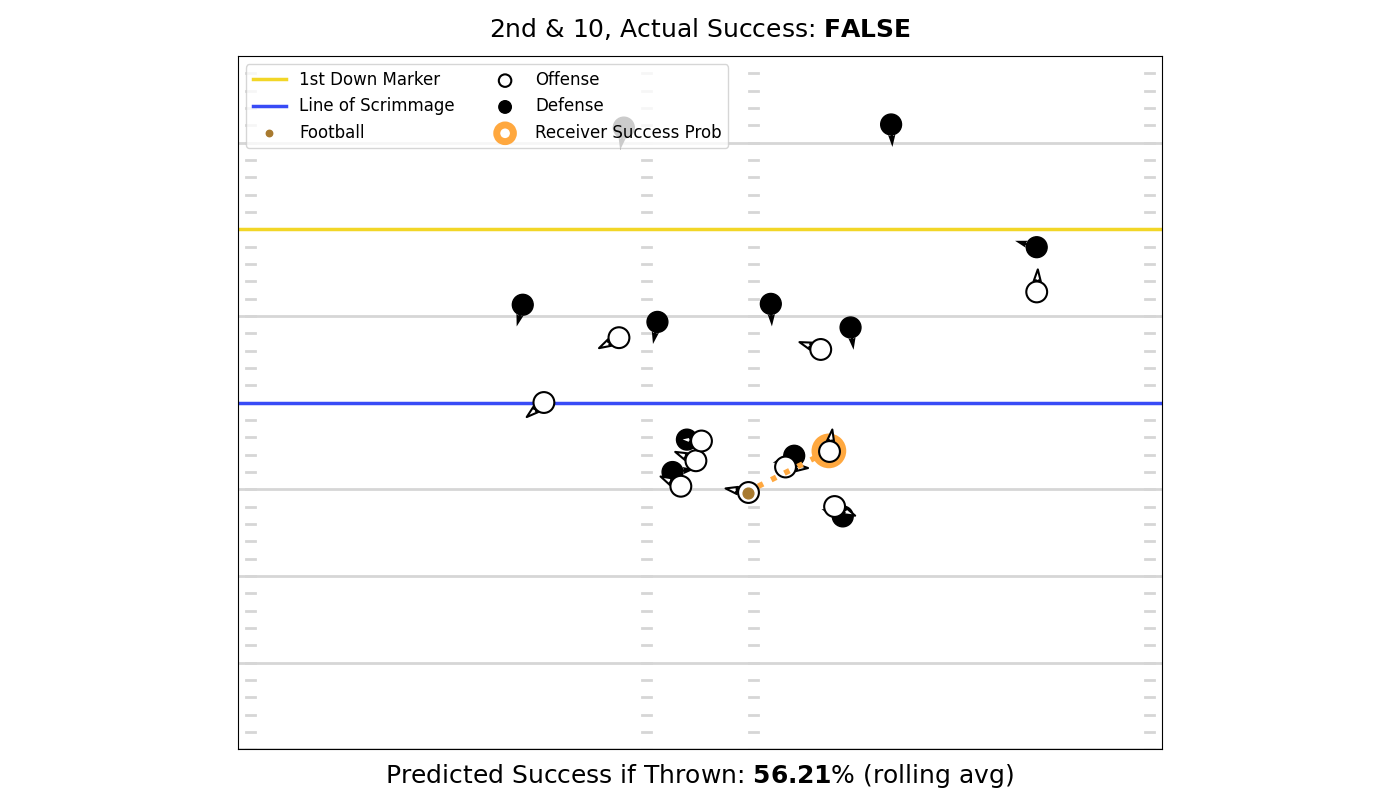 2nd & 10, Actual Success: FALSE
1st Down Marker
Line of Scrimmage
Football
Offense
Defense
Receiver Success Prob
Predicted Success if Thrown: 56.21% (rolling avg)